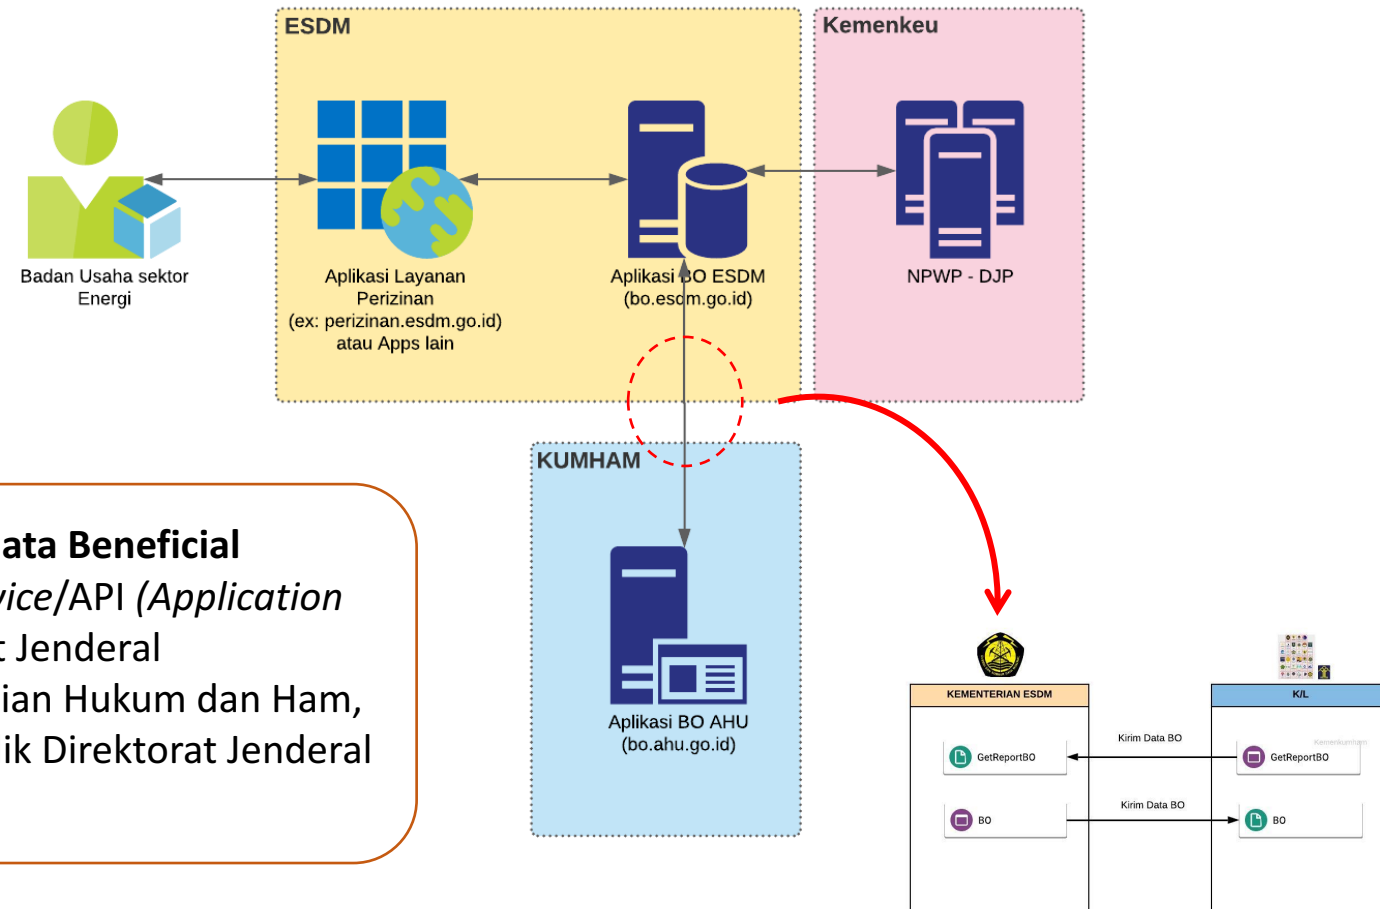 ESDM
Kemenkeu
Badan Usaha sektor
Energi
Aplikasi Layanan
Perizinan
(ex: perizinan.esdm.go.id)
atau Apps lain
Aplikasi BO ESDM
(bo.esdm.go.id)
NPWP - DJP
KUMHAM
Aplikasi BO AHU
(bo.ahu.go.id)
ata Beneficial
vice/API (Application
t Jenderal
ian Hukum dan Ham,
ik Direktorat Jenderal
KEMENTERIAN ESDM
K/L
Kirim Data BO
Kemenkumham
GetReportBO
GetReportBO
Kirim Data BO
BO
BO